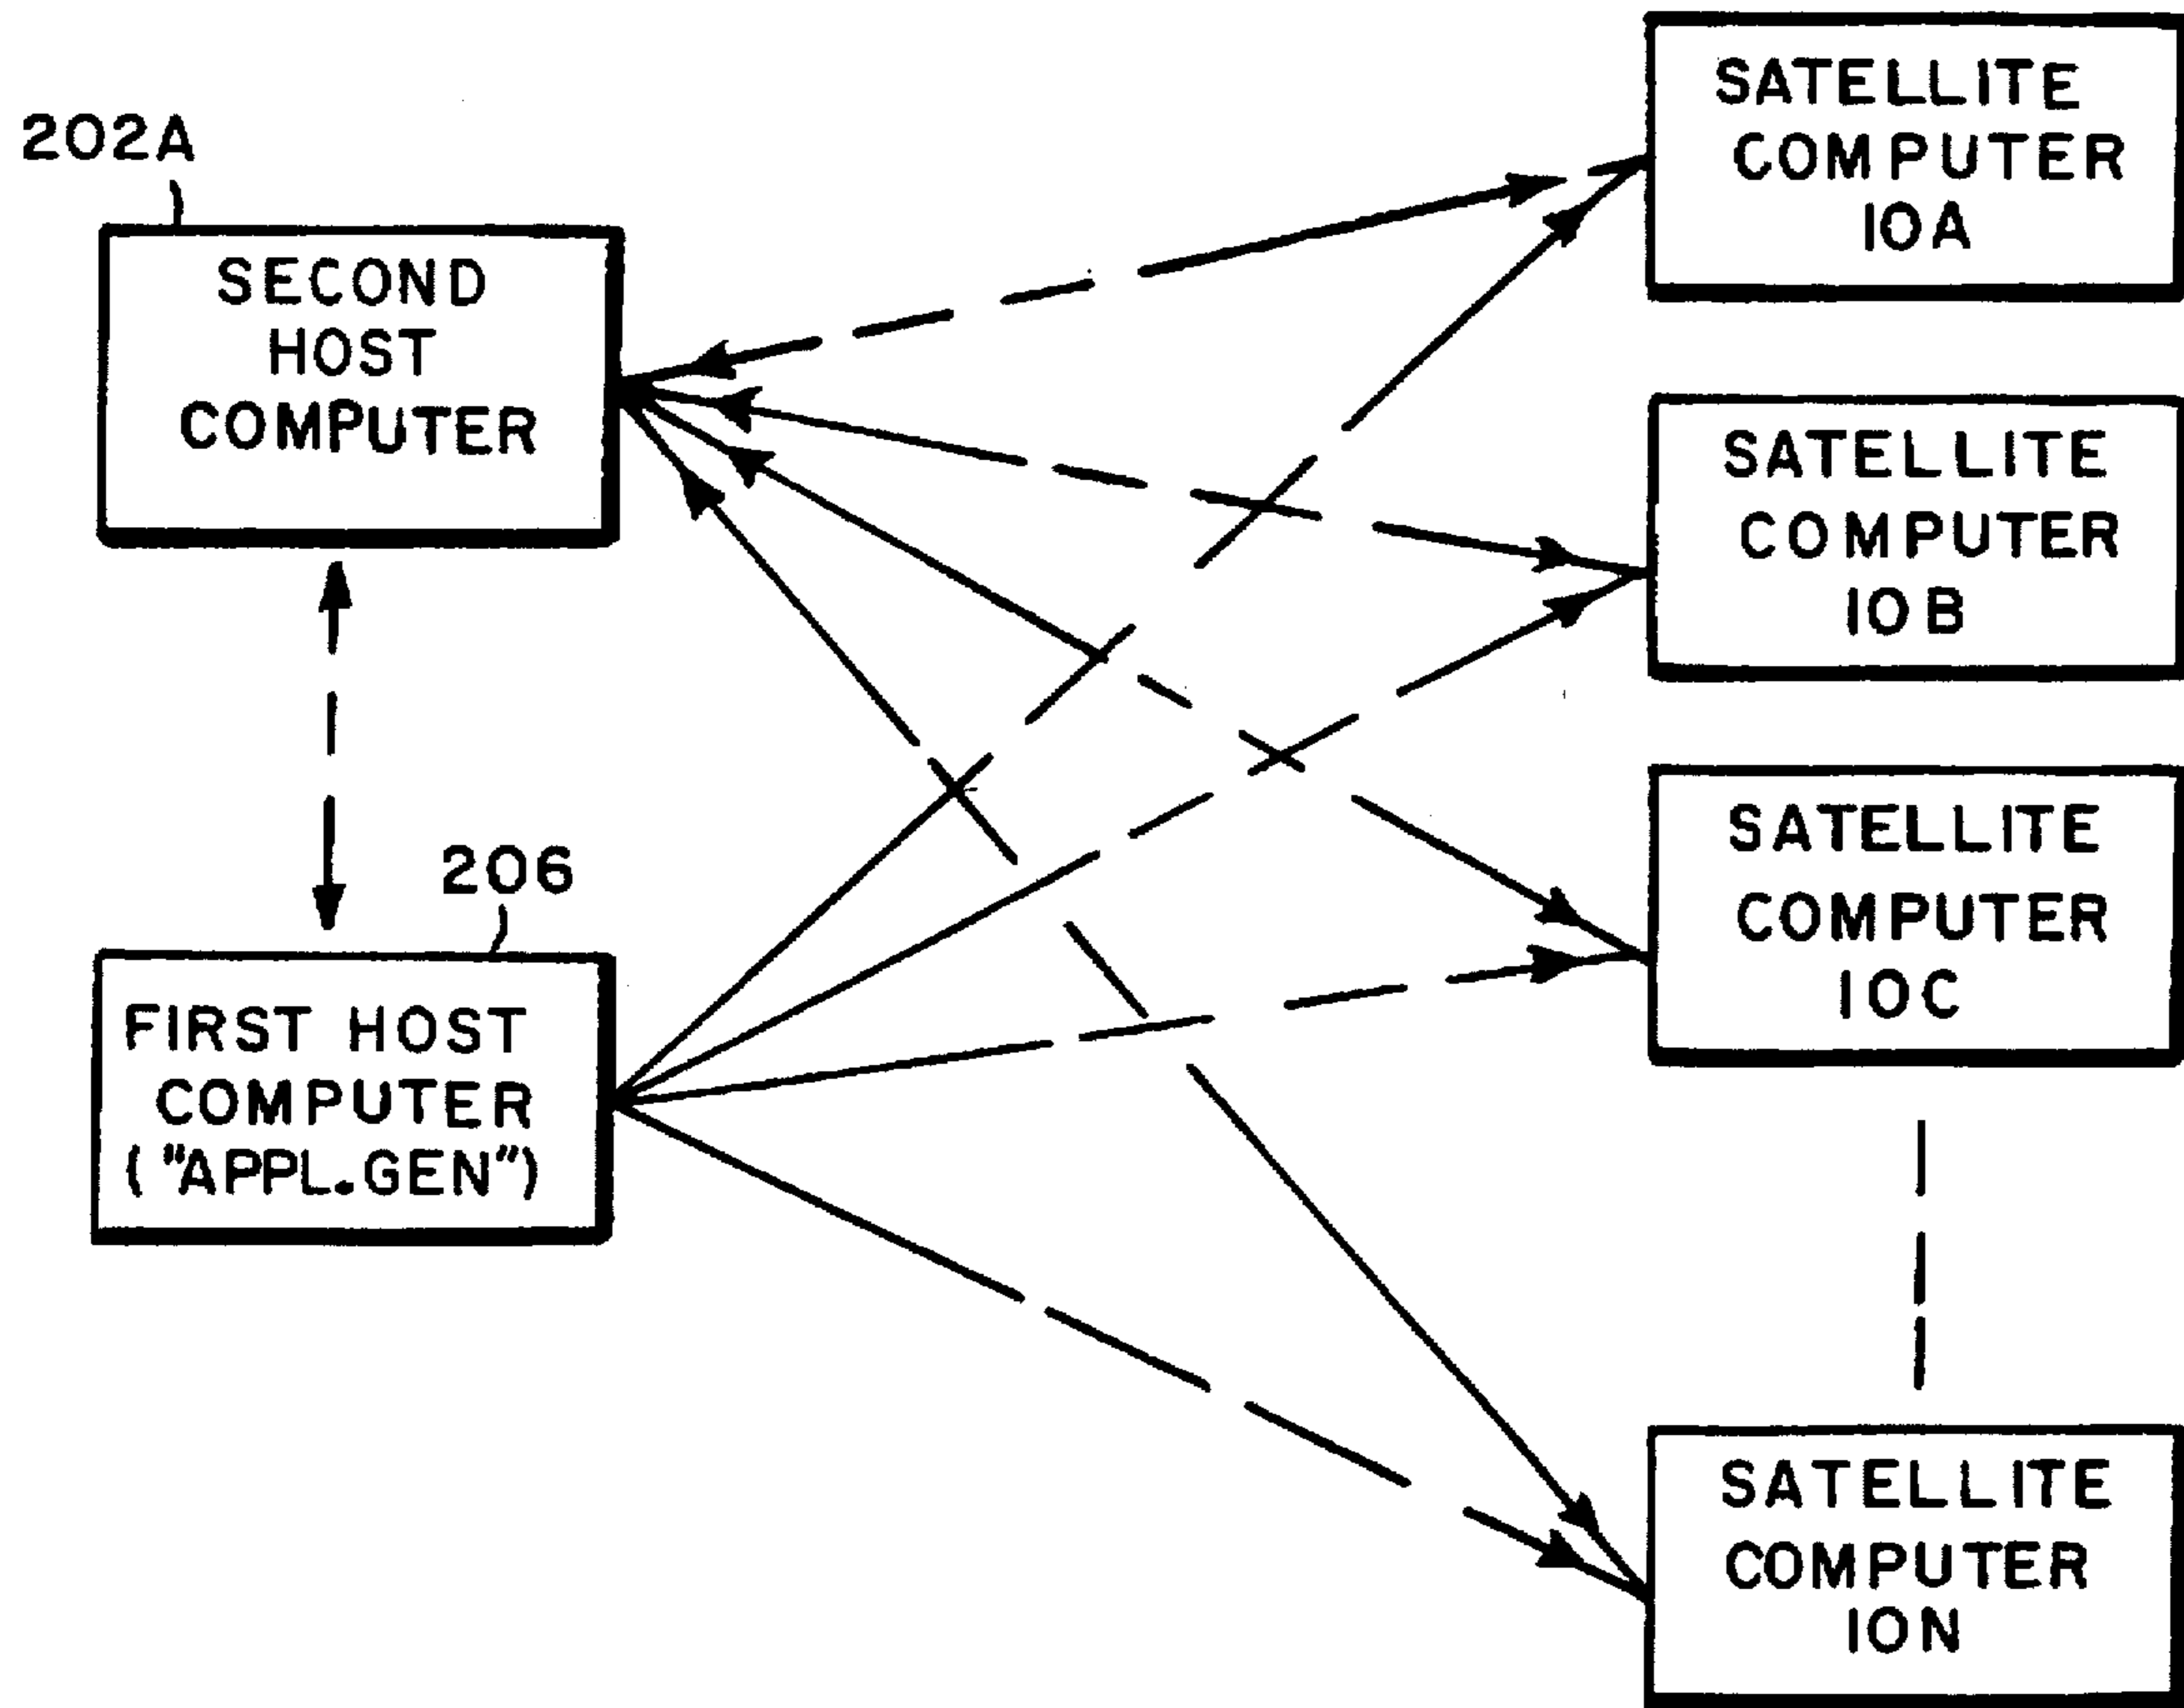 202A
SECOND
HOST
COMPUTER
206
FIRST HOST
COMPUTER
("APPL.GEN")
SATELLITE
COMPUTER
10A
SATELLITE
COMPUTER
10B
SATELLITE
COMPUTER
10C
SATELLITE
COMPUTER
10N